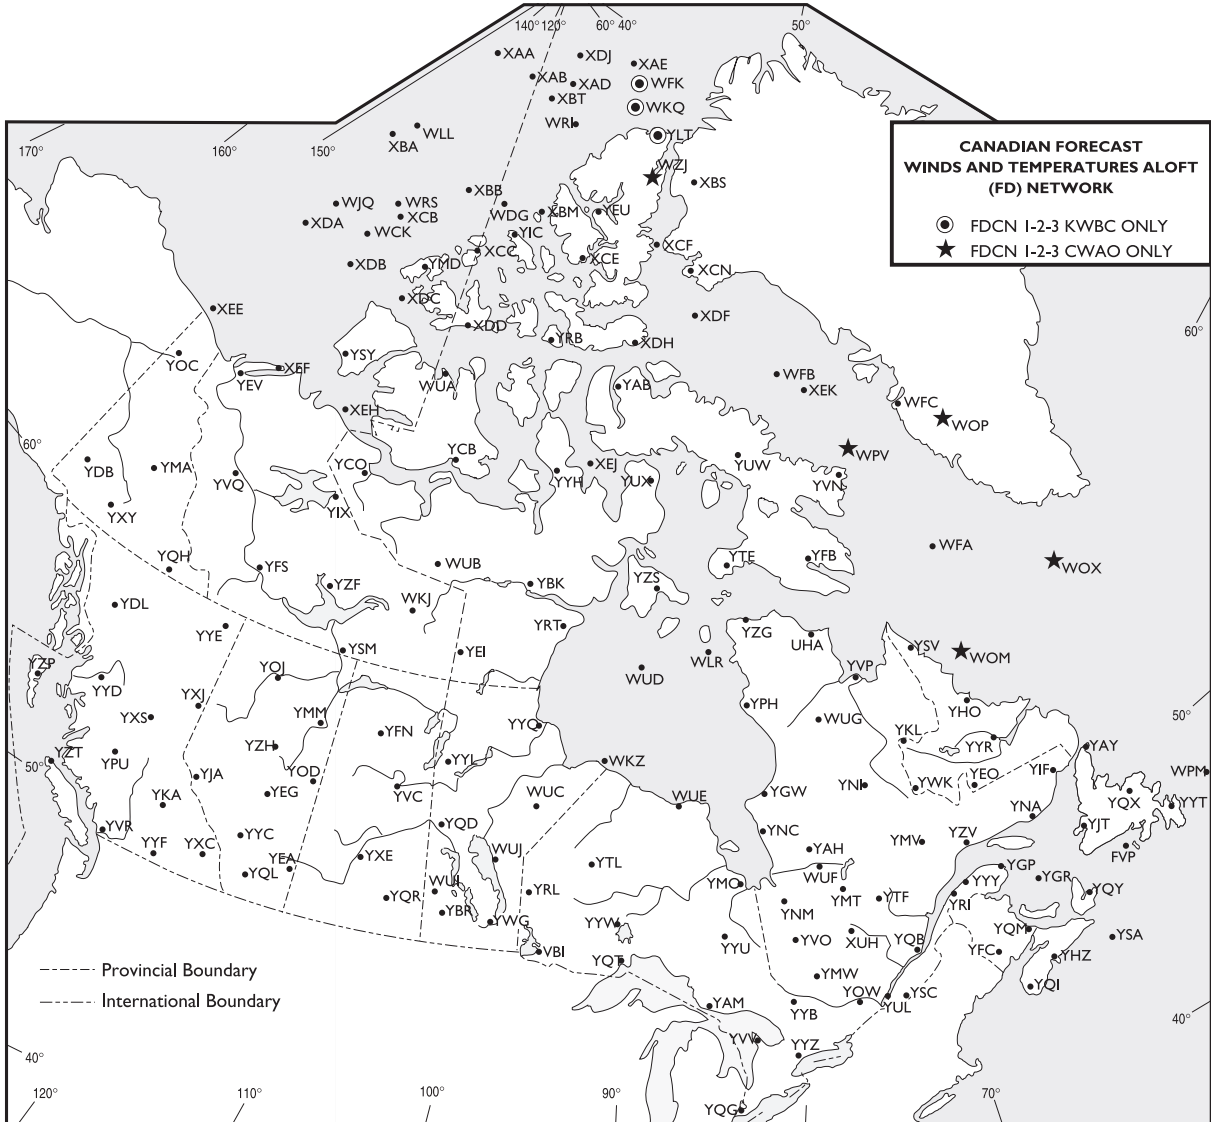 140° 120° 60° 40° 50°
XAA XDJ XAE
XAB XAD WFK
XBT WKQ
WRI YLT
WLL
XBA
170° 160° 150°
CANADIAN FORECAST
WINDS AND TEMPERATURES ALOFT
(FD) NETWORK
FDCN 1-2-3 KWBC ONLY
FDCN 1-2-3 CWAO ONLY
WZJ
XBB XBS
WJQ WRS WDG XBM YEU
XDA XCB YIC
WCK XCC XCF
XDB YMD XCE XCN
XDC
XEE XDD XDF
YRB XDH 60°
YOC YSY
YEV XEF WUA YAB WFB
XEK WFC
XEH WOP
60°
YDB YMA YVQ YCO YCB YYH XEJ YUX YUW WPV YVN
YXY YIX
WFA
YQH YFS YZF WUB YBK YZS YTE YFB WOX
YDL WKJ
YYE YRT YZG UHA
YSM YEI WLR YSV WOM
YZP YYD YOJ WUD YVP
YXJ YPH YHO 50°
YXS YMM YFN YYQ WUG
YZH YKL YYR
YZT YPU YYL WKZ YAY
50° YJA YOD YVC YNI YWK YEO YIF WPM
YEG YGW YQX
YKA WUC WUE YYT
YVR YQD YNC YNA YJT
YYF YXC YYC YEA YXE WUJ YAH YMV YZV FVP
YQL YTL WUF YGP
YQR WUI YRL YMO YMT YTF YRI YYY YGR YQY
YBR YWG YYW YNM
YYU YVO XUH YQB YQM YSA
VBI YQT YFC YHZ
Provincial Boundary
YMW YQI
International Boundary
YAM YYB YOW YUL YSC
40°
YVV YYZ
40°
120° 110° 100° 90° YQG 70°